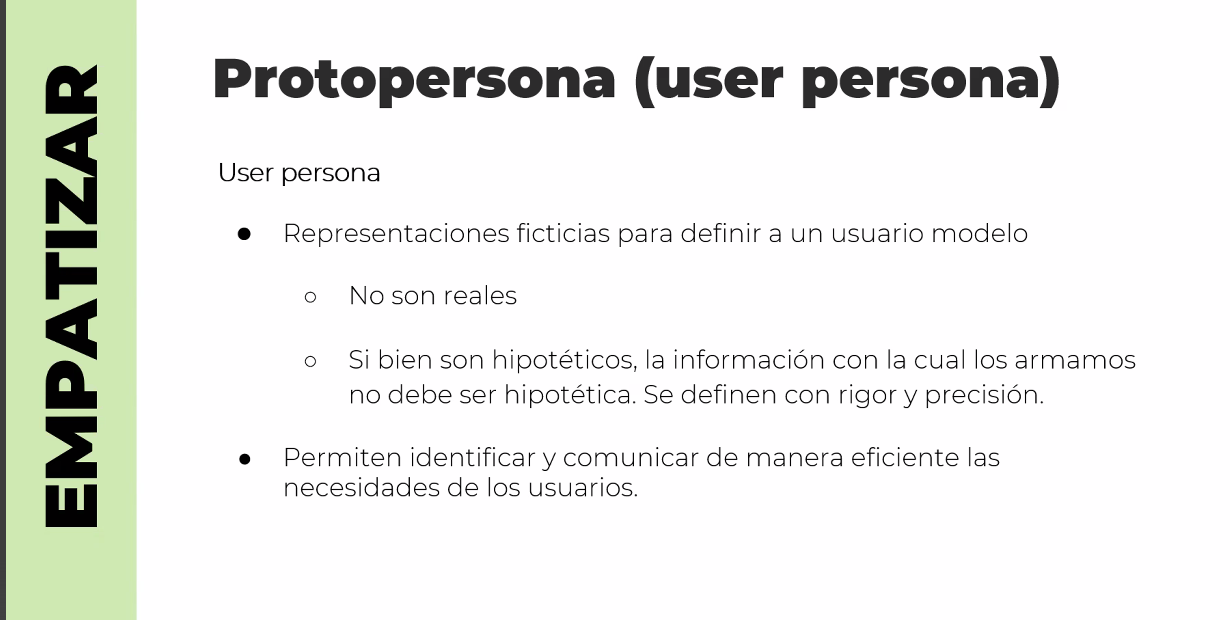 EMPATIZAR
Protopersona (user persona)
User persona
● Representaciones ficticias para definir a un usuario modelo
○ No son reales
○ Si bien son hipotéticos, la información con la cual los armamos
no debe ser hipotética. Se definen con rigor y precisión.
● Permiten identificar y comunicar de manera eficiente las
necesidades de los usuarios.